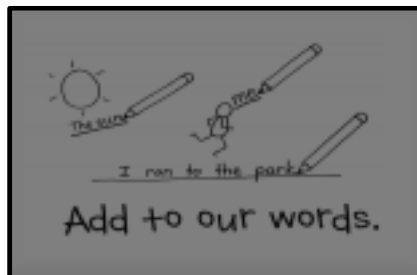 The sun
me
I ran to the park.
Add to our words.